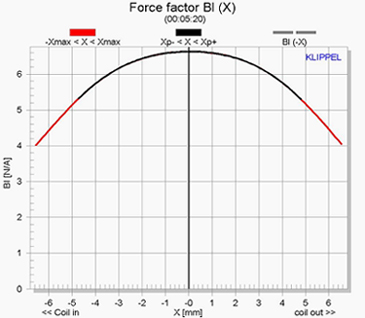 Force factor Bl (X)
(00:05:20)
-Xmax < X < Xmax Xp- < X < Xp+ Bl (-X)
KLIPPEL
6
5
4
3
2
1
0
Bl [N/A]
-6 -5 -4 -3 -2 -1 -0 1 2 3 4 5 6
<< Coil in X [mm] coil out >>